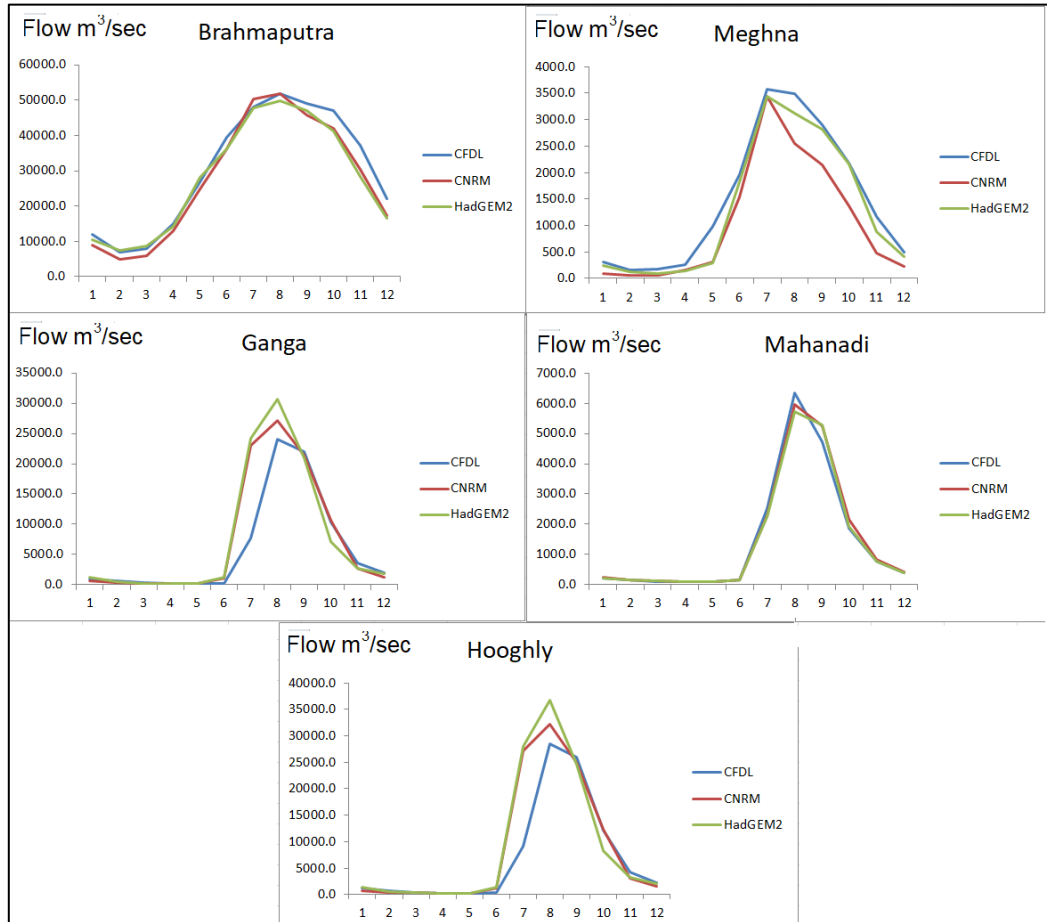 Flow m³/sec
Brahmaputra
60000.0
50000.0
40000.0
30000.0
20000.0
10000.0
0.0
1 2 3 4 5 6 7 8 9 10 11 12
CFDL
CNRM
HadGEM2
Flow m³/sec
Meghna
4000.0
3500.0
3000.0
2500.0
2000.0
1500.0
1000.0
500.0
0.0
1 2 3 4 5 6 7 8 9 10 11 12
CFDL
CNRM
HadGEM2
Flow m³/sec
Ganga
35000.0
30000.0
25000.0
20000.0
15000.0
10000.0
5000.0
0.0
1 2 3 4 5 6 7 8 9 10 11 12
CFDL
CNRM
HadGEM2
Flow m³/sec
Mahanadi
7000.0
6000.0
5000.0
4000.0
3000.0
2000.0
1000.0
0.0
1 2 3 4 5 6 7 8 9 10 11 12
CFDL
CNRM
HadGEM2
Flow m³/sec
Hooghly
40000.0
35000.0
30000.0
25000.0
20000.0
15000.0
10000.0
5000.0
0.0
1 2 3 4 5 6 7 8 9 10 11 12
CFDL
CNRM
HadGEM2